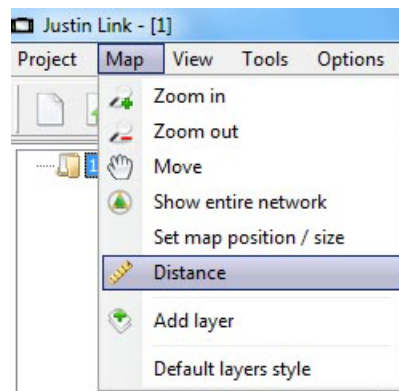 Justin Link - [1]
Project Map View Tools Options
1
Zoom in
Zoom out
Move
Show entire network
Set map position / size
Distance
Add layer
Default layers style